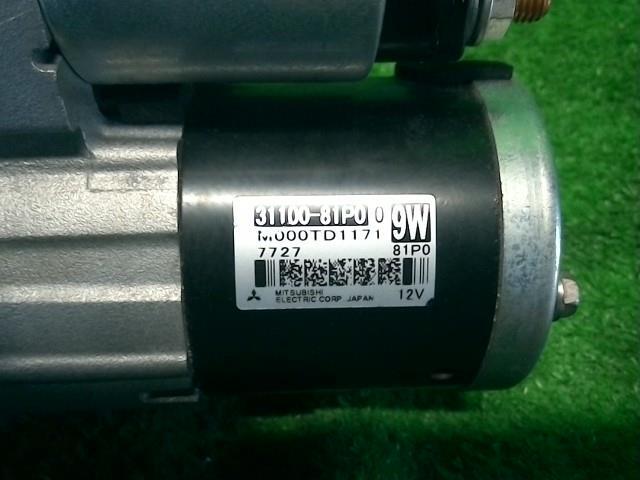 31100-81P0 0
9W
M000TD1171
7727 81P0
MITSUBISHI
ELECTRIC CORP. JAPAN 12V